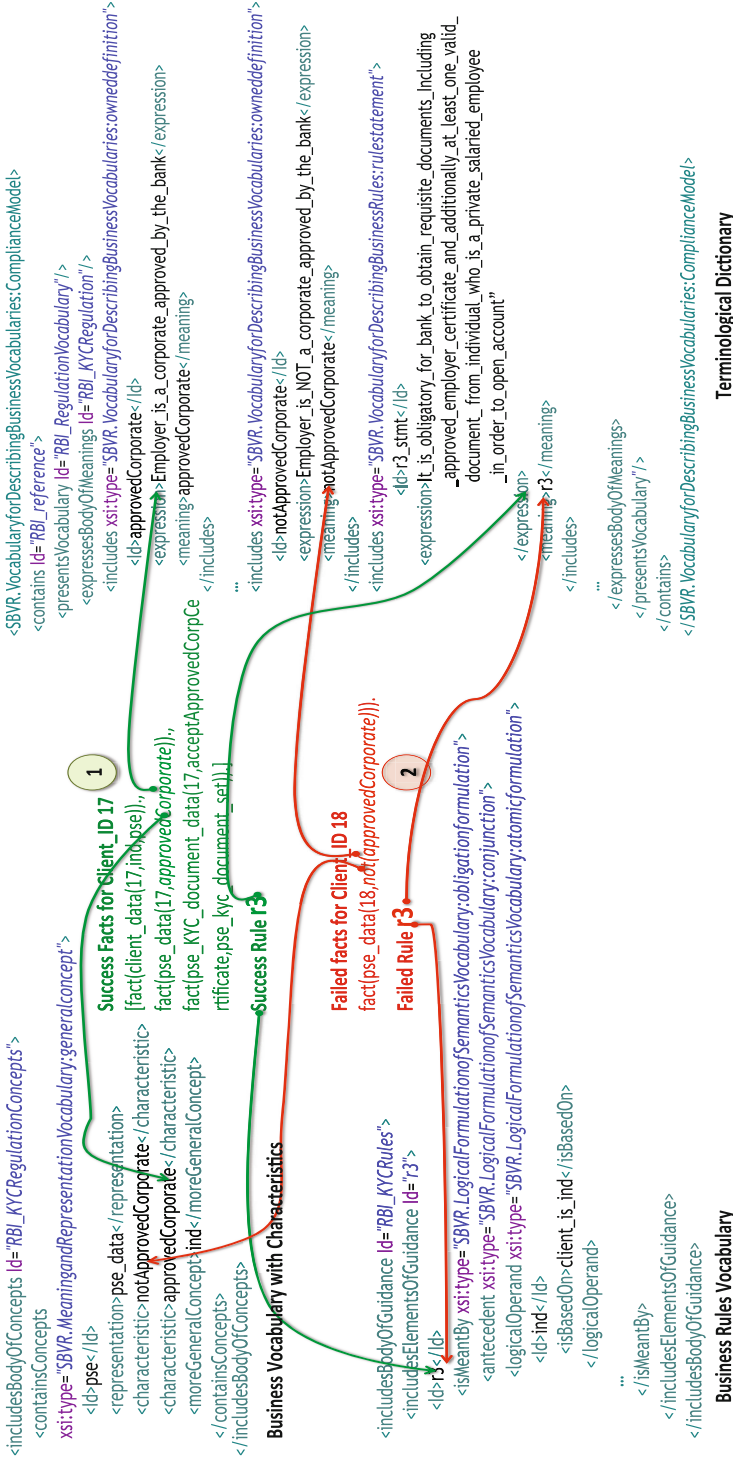 <includesBodyOfConcepts Id="RBI_KYCRegulationConcepts">
<containsConcepts
xsi:type="SBVR.MeaningandRepresentationVocabulary:generalconcept">
<Id>pse</Id>
<representation>pse_data</representation>
<characteristic>notApprovedCorporate</characteristic>
<characteristic>approvedCorporate</characteristic>
<moreGeneralConcept>ind</moreGeneralConcept>
</containsConcepts>
</includesBodyOfConcepts>
Business Vocabulary with Characteristics
<includesBodyOfGuidance Id="RBI_KYCRules">
<includesElementsOfGuidance Id="r3">
<Id>r3</Id>
<isMeantBy xsi:type="SBVR.LogicalFormulationofSemanticsVocabulary:obligationformulation">
<antecedent xsi:type="SBVR.LogicalFormulationofSemanticsVocabulary:conjunction">
<logicalOperand xsi:type="SBVR.LogicalFormulationofSemanticsVocabulary:atomicformulation">
<Id>ind</Id>
<isBasedOn>client_is_ind</isBasedOn>
</logicalOperand>
...
</isMeantBy>
</includesElementsOfGuidance>
</includesBodyOfGuidance>
Business Rules Vocabulary
1
Success Facts for Client_ID 17
[fact(client_data(17,ind,pse)).,
fact(pse_data(17,approvedCorporate)).,
fact(pse_KYC_document_data(17,acceptApprovedCorpCe
rtificate,pse_kyc_document_set)).]
Success Rule r3
Failed facts for Client_ID 18
fact(pse_data(18,not(approvedCorporate))).
Failed Rule r3
2
<SBVR.VocabularyforDescribingBusinessVocabularies:ComplianceModel>
<contains Id="RBI_reference">
<presentsVocabulary Id="RBI_RegulationVocabulary"/>
<expressesBodyOfMeanings Id="RBI_KYCRegulation"/>
<includes xsi:type="SBVR.VocabularyforDescribingBusinessVocabularies:owneddefinition">
<Id>approvedCorporate</Id>
<expression>Employer_is_a_corporate_approved_by_the_bank</expression>
<meaning>approvedCorporate</meaning>
</includes>
...
<includes xsi:type="SBVR.VocabularyforDescribingBusinessVocabularies:owneddefinition">
<Id>notApprovedCorporate</Id>
<expression>Employer_is_NOT_a_corporate_approved_by_the_bank</expression>
<meaning>notApprovedCorporate</meaning>
</includes>
<includes xsi:type="SBVR.VocabularyforDescribingBusinessRules:rulestatement">
<Id>r3_stmt</Id>
<expression>It_is_obligatory_for_bank_to_obtain_requisite_documents_Including
_approved_employer_certificate_and_additionally_at_least_one_valid_
document_from_individual_who_is_a_private_salaried_employee
_in_order_to_open_account"
</expression>
<meaning>r3</meaning>
</includes>
...
</expressesBodyOfMeanings>
</presentsVocabulary"/>
</contains>
</SBVR.VocabularyforDescribingBusinessVocabularies:ComplianceModel>
Terminological Dictionary